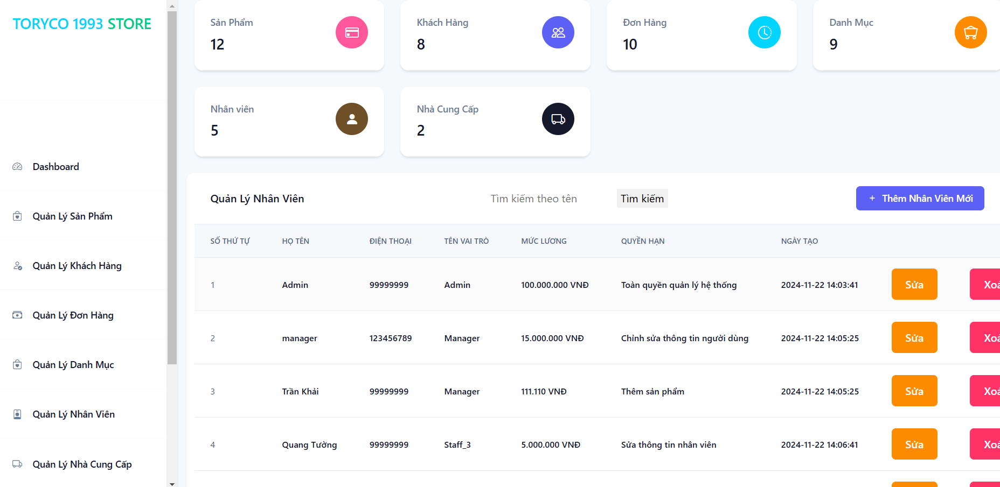 TORYCO 1993 STORE
Dashboard
Quản Lý Sản Phẩm
Quản Lý Khách Hàng
Quản Lý Đơn Hàng
Quản Lý Danh Mục
Quản Lý Nhân Viên
Quản Lý Nhà Cung Cấp
Sản Phẩm
12
Khách Hàng
8
Đơn Hàng
10
Danh Mục
9
Nhân viên
5
Nhà Cung Cấp
2
Quản Lý Nhân Viên Tìm kiếm theo tên Tìm kiếm + Thêm Nhân Viên Mới
SỐ THỨ TỰ HỌ TÊN ĐIỆN THOẠI TÊN VAI TRÒ MỨC LƯƠNG QUYỀN HẠN NGÀY TẠO
1 Admin 99999999 Admin 100.000.000 VNĐ Toàn quyền quản lý hệ thống 2024-11-22 14:03:41 Sửa Xoá
2 manager 123456789 Manager 15.000.000 VNĐ Chỉnh sửa thông tin người dùng 2024-11-22 14:05:25 Sửa Xoá
3 Trần Khải 99999999 Manager 111.110 VNĐ Thêm sản phẩm 2024-11-22 14:05:25 Sửa Xoá
4 Quang Tường 99999999 Staff_3 5.000.000 VNĐ Sửa thông tin nhân viên 2024-11-22 14:06:41 Sửa Xoá